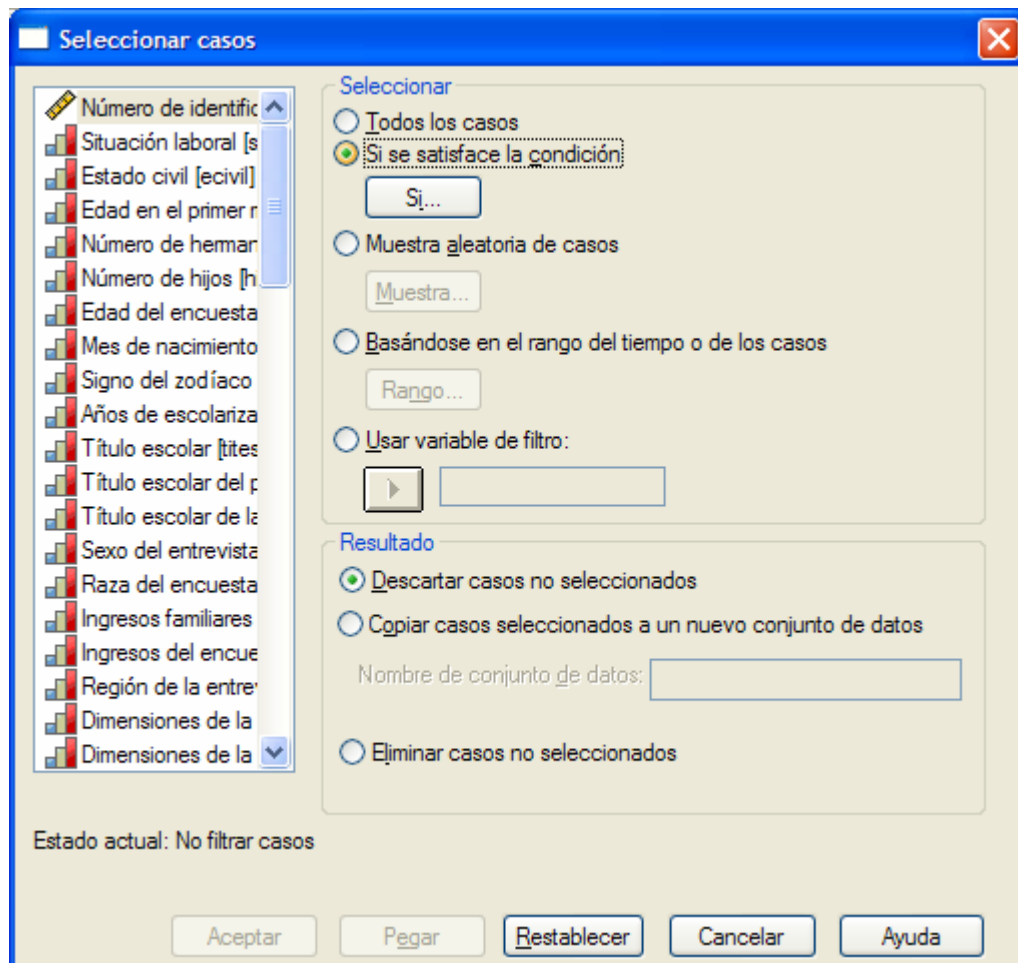 Seleccionar casos
Número de identific
Situación laboral [s
Estado civil [ecivil]
Edad en el primer r
Número de herman
Número de hijos [hi
Edad del encuesta
Mes de nacimiento
Signo del zodíaco
Años de escolariza
Título escolar [tites
Título escolar del p
Título escolar de la
Sexo del entrevista
Raza del encuesta
Ingresos familiares
Ingresos del encue
Región de la entrev
Dimensiones de la
Dimensiones de la
Seleccionar
Todos los casos
Si se satisface la condición
Si...
Muestra aleatoria de casos
Muestra...
Basándose en el rango del tiempo o de los casos
Rango...
Usar variable de filtro:
Resultado
Descartar casos no seleccionados
Copiar casos seleccionados a un nuevo conjunto de datos
Nombre de conjunto de datos:
Eliminar casos no seleccionados
Estado actual: No filtrar casos
Aceptar
Pegar
Restablecer
Cancelar
Ayuda